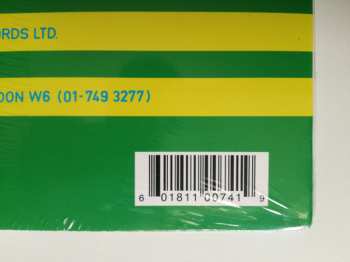 ORDS LTD.
DON W6 (01-749 3277)
6 01811 00741 9